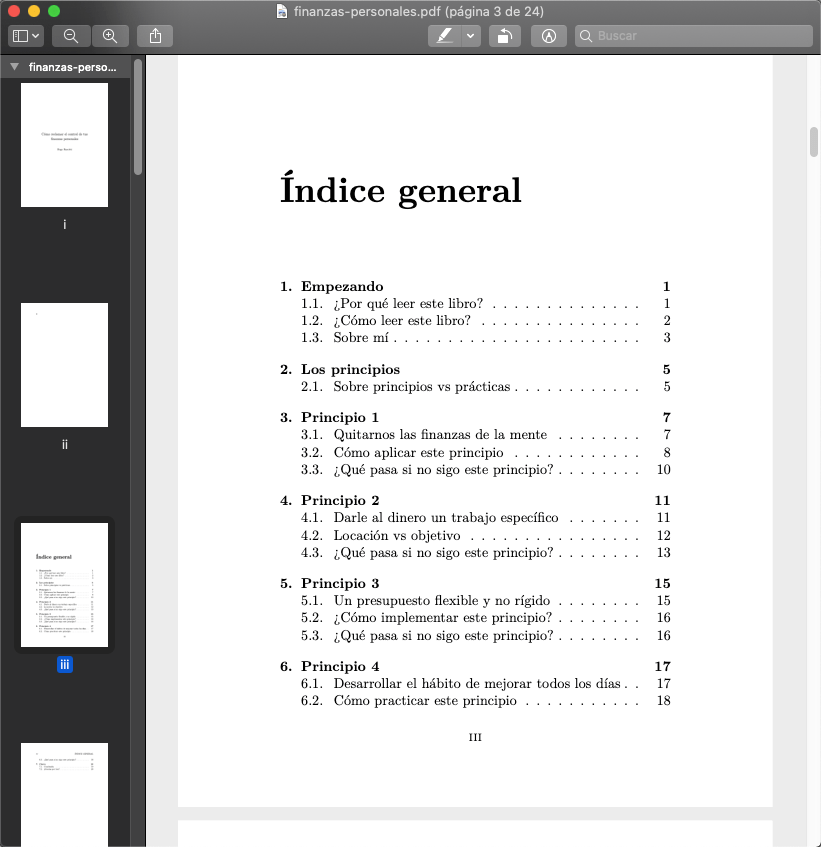 finanzas-personales.pdf (página 3 de 24)
Buscar
finanzas-perso...
i
ii
Índice general
iii
Índice general
1. Empezando 1
1.1. ¿Por qué leer este libro? . . . . . . . . . . . . . . 1
1.2. ¿Cómo leer este libro? . . . . . . . . . . . . . . . 2
1.3. Sobre mí . . . . . . . . . . . . . . . . . . . . . . . 3
2. Los principios 5
2.1. Sobre principios vs prácticas . . . . . . . . . . . . 5
3. Principio 1 7
3.1. Quitarnos las finanzas de la mente . . . . . . . . 7
3.2. Cómo aplicar este principio . . . . . . . . . . . . 8
3.3. ¿Qué pasa si no sigo este principio? . . . . . . . . 10
4. Principio 2 11
4.1. Darle al dinero un trabajo específico . . . . . . . 11
4.2. Locación vs objetivo . . . . . . . . . . . . . . . . 12
4.3. ¿Qué pasa si no sigo este principio? . . . . . . . . 13
5. Principio 3 15
5.1. Un presupuesto flexible y no rígido . . . . . . . . 15
5.2. ¿Cómo implementar este principio? . . . . . . . . 16
5.3. ¿Qué pasa si no sigo este principio? . . . . . . . . 16
6. Principio 4 17
6.1. Desarrollar el hábito de mejorar todos los días . . 17
6.2. Cómo practicar este principio . . . . . . . . . . . 18
III